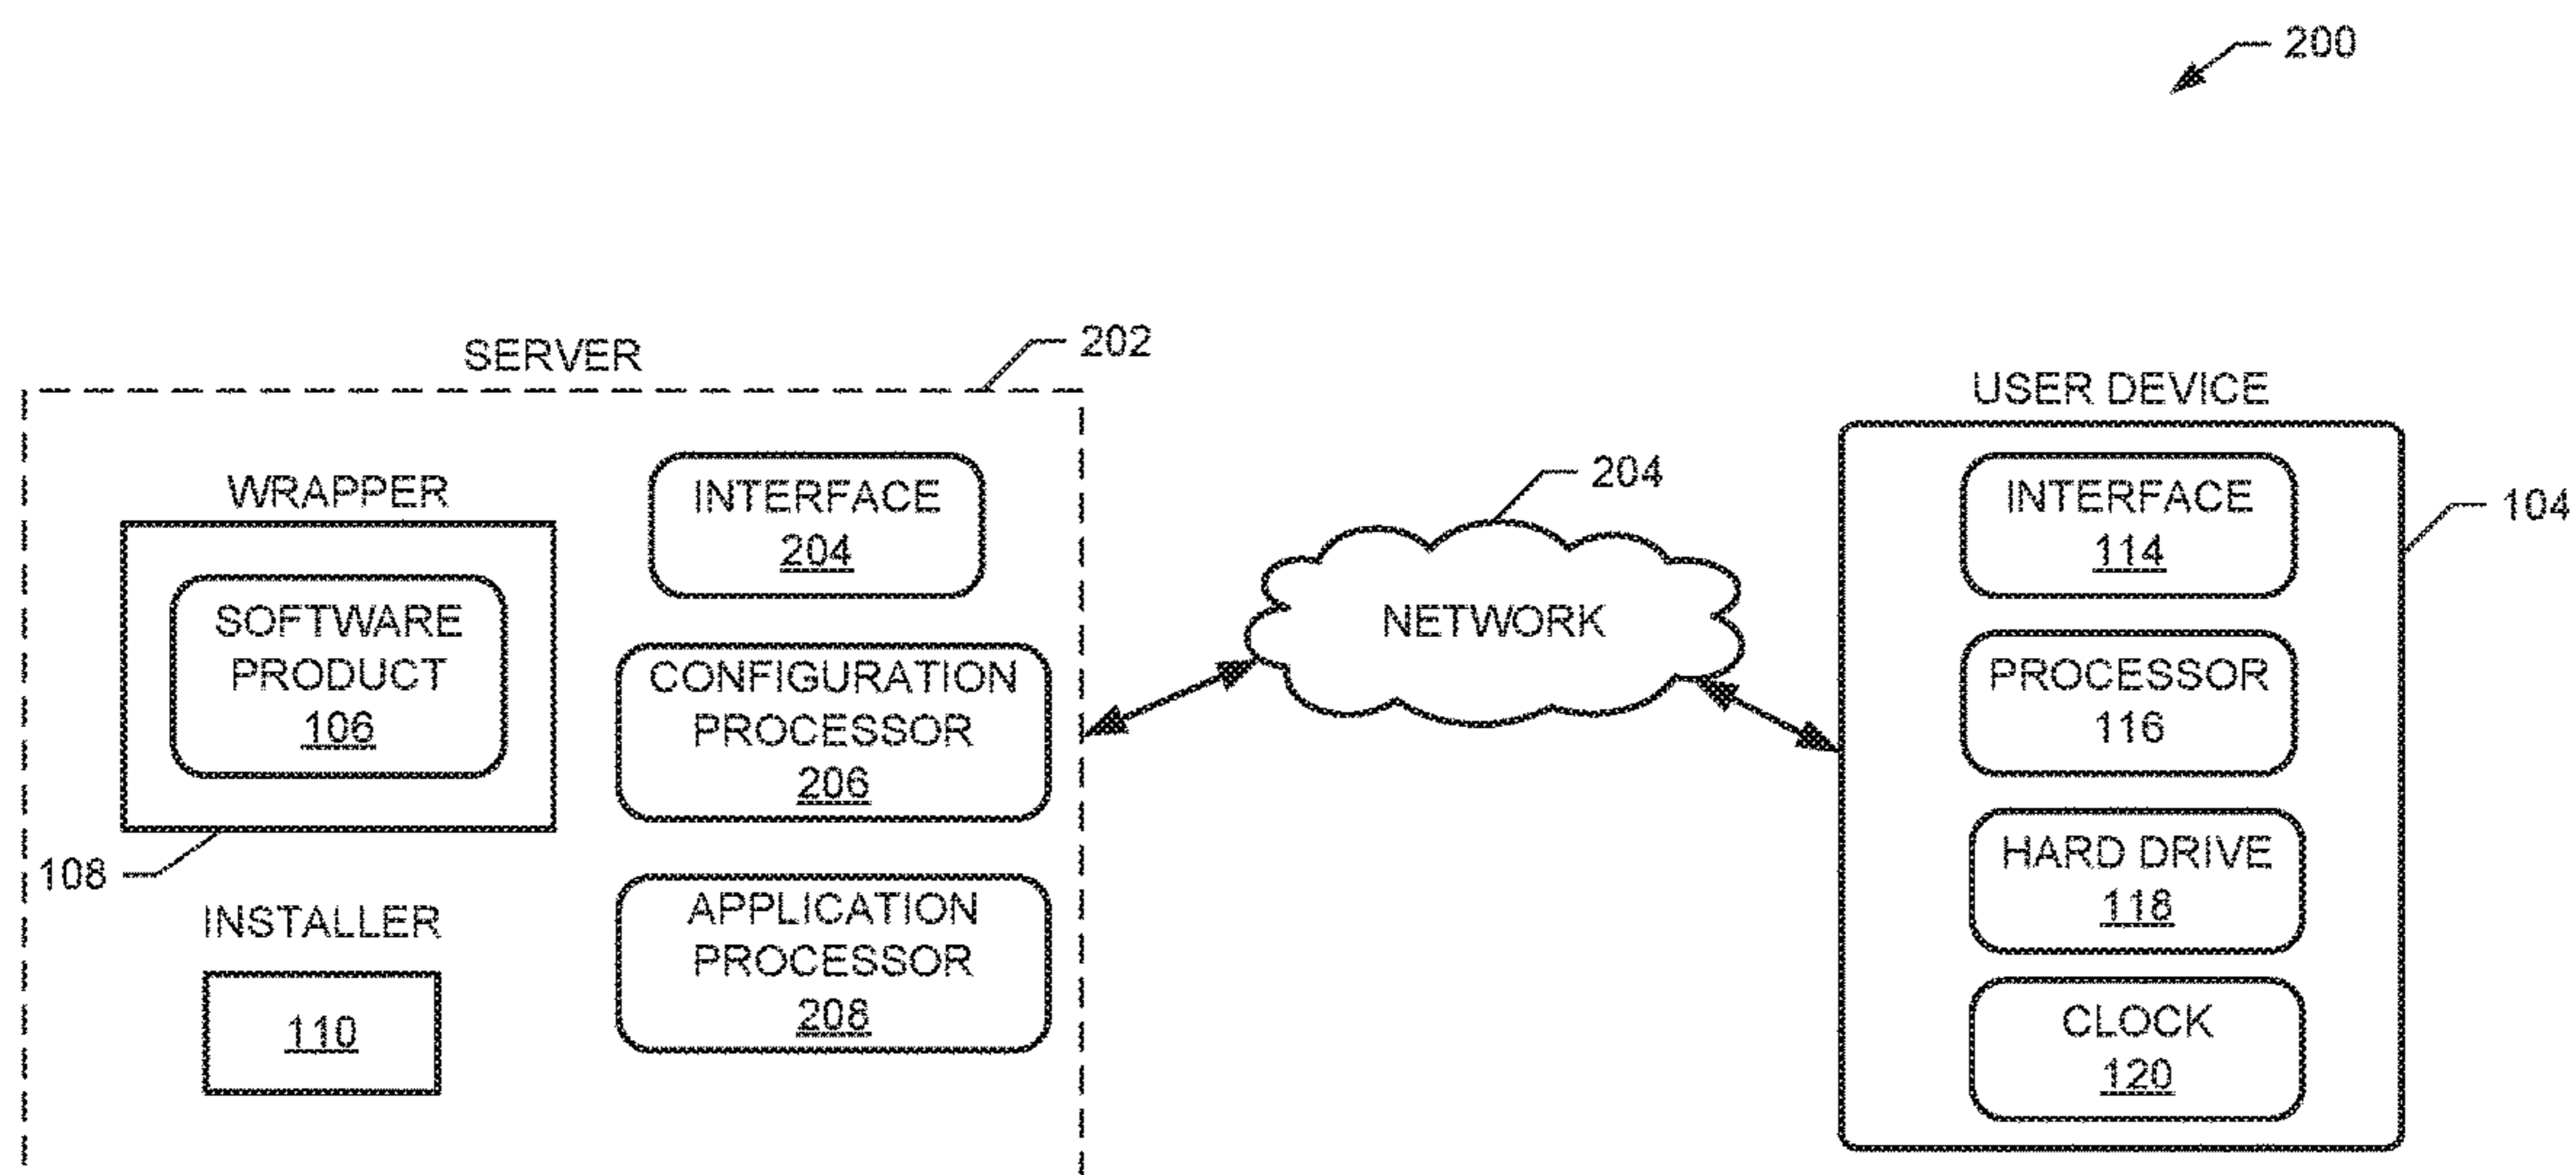 200
SERVER
202
WRAPPER
SOFTWARE
PRODUCT
106
108
INSTALLER
110
INTERFACE
204
CONFIGURATION
PROCESSOR
206
APPLICATION
PROCESSOR
208
204
NETWORK
USER DEVICE
104
INTERFACE
114
PROCESSOR
116
HARD DRIVE
118
CLOCK
120